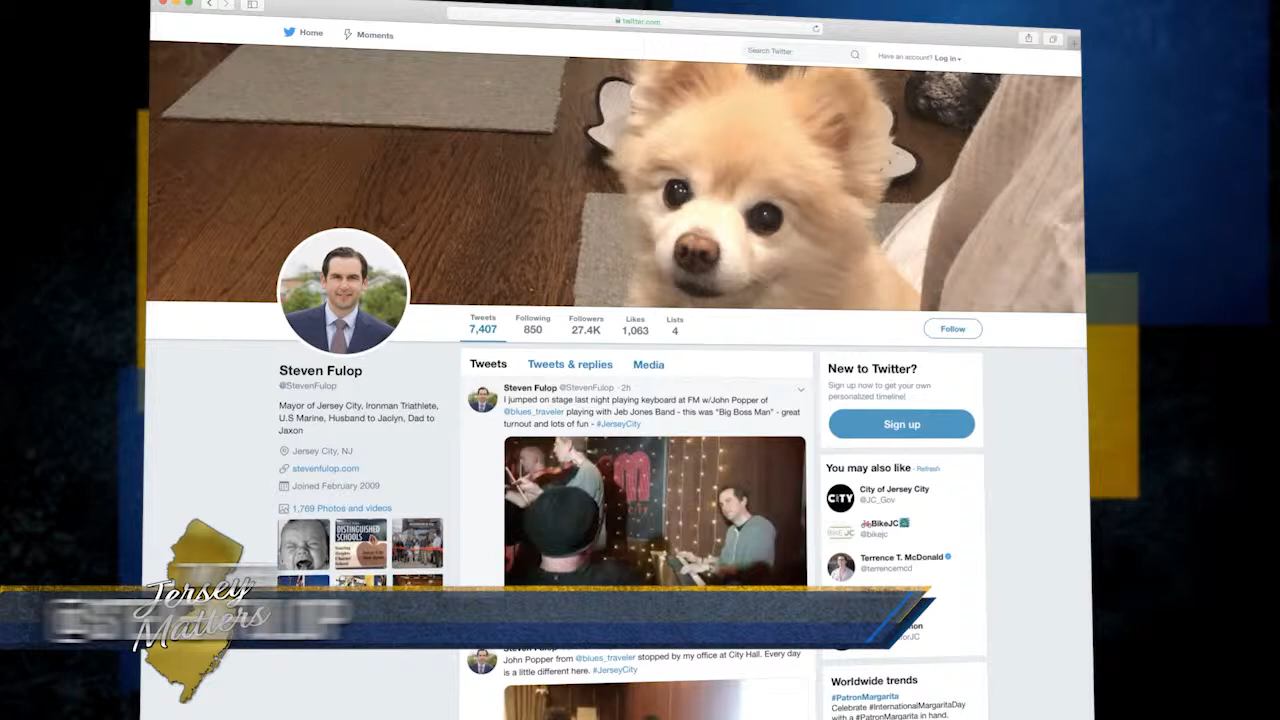 twitter.com
Home
Moments
Search Twitter
Have an account? Log in
Tweets
Following
Followers
Likes
Lists
7,407
850
27.4K
1,063
4
Follow
Steven Fulop
@StevenFulop
Mayor of Jersey City, Ironman Triathlete,
U.S Marine, Husband to Jaclyn, Dad to
Jaxon
Jersey City, NJ
stevenfulop.com
Joined February 2009
1,769 Photos and videos
DISTINGUISHED
SCHOOLS
Tweets
Tweets & replies
Media
Steven Fulop @StevenFulop · 2h
I jumped on stage last night playing keyboard at FM w/John Popper of
@blues_traveler playing with Jeb Jones Band - this was "Big Boss Man" - great
turnout and lots of fun - #JerseyCity
Steven Fulop
John Popper from @blues_traveler stopped by my office at City Hall. Every day
is a little different here. #JerseyCity
New to Twitter?
Sign up now to get your own
personalized timeline!
Sign up
You may also like · Refresh
CITY
City of Jersey City
@JC_Gov
BIKE JC
BikeJC
@bikejc
Terrence T. McDonald
@terrencemcd
Worldwide trends
#PatronMargarita
Celebrate #InternationalMargaritaDay
with a #PatronMargarita in hand.
Jersey
Matters